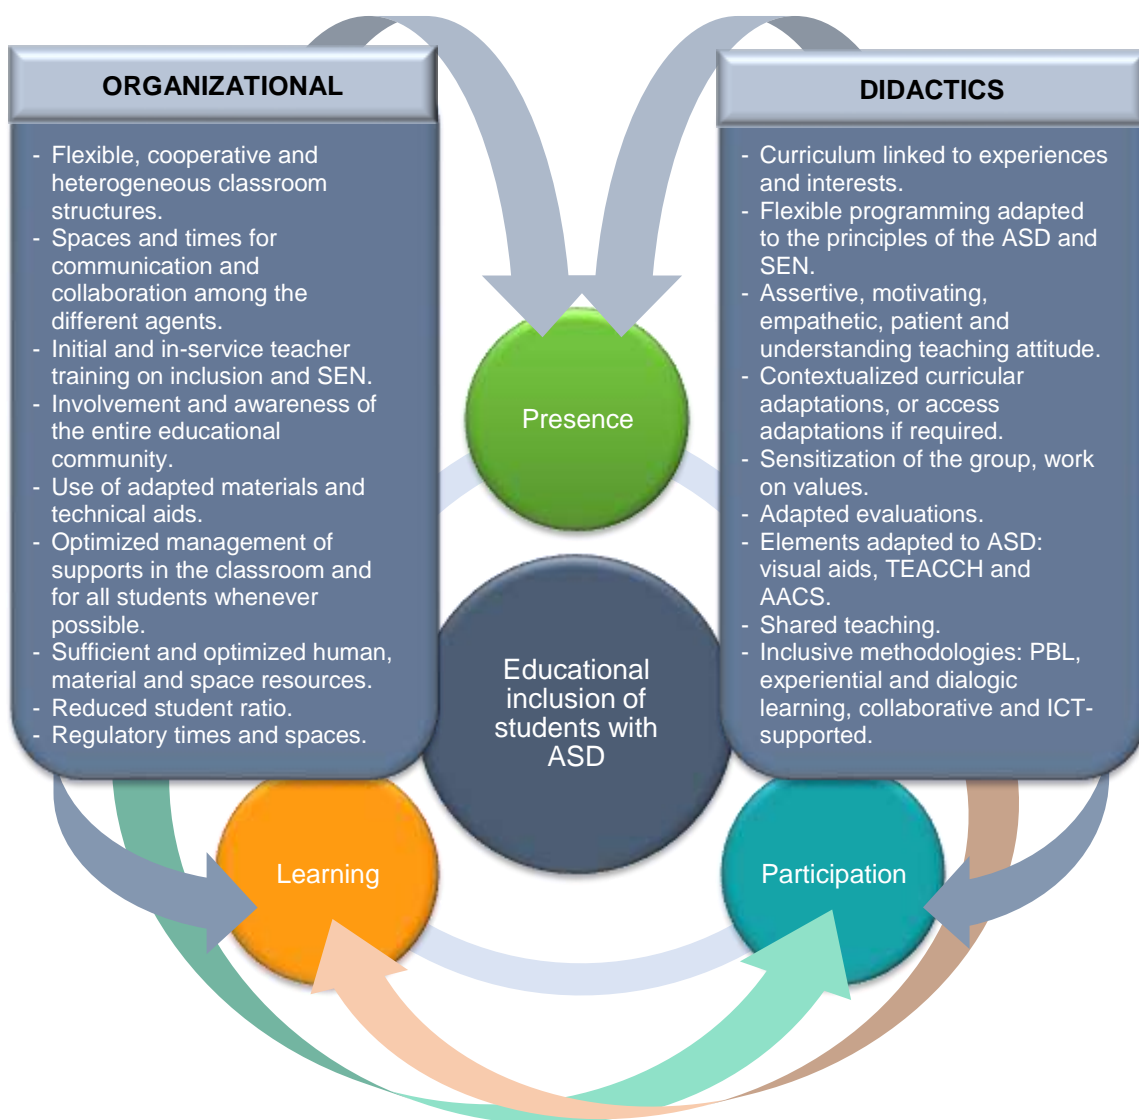 ORGANIZATIONAL
- Flexible, cooperative and
heterogeneous classroom
structures.
- Spaces and times for
communication and
collaboration among the
different agents.
- Initial and in-service teacher
training on inclusion and SEN.
- Involvement and awareness of
the entire educational
community.
- Use of adapted materials and
technical aids.
- Optimized management of
supports in the classroom and
for all students whenever
possible.
- Sufficient and optimized human,
material and space resources.
- Reduced student ratio.
- Regulatory times and spaces.
DIDACTICS
- Curriculum linked to experiences
and interests.
- Flexible programming adapted
to the principles of the ASD and
SEN.
- Assertive, motivating,
empathetic, patient and
understanding teaching attitude.
- Contextualized curricular
adaptations, or access
adaptations if required.
- Sensitization of the group, work
on values.
- Adapted evaluations.
- Elements adapted to ASD:
visual aids, TEACCH and
AACS.
- Shared teaching.
- Inclusive methodologies: PBL,
experiential and dialogic
learning, collaborative and ICT-
supported.
Presence
Educational
inclusion of
students with
ASD
Learning
Participation